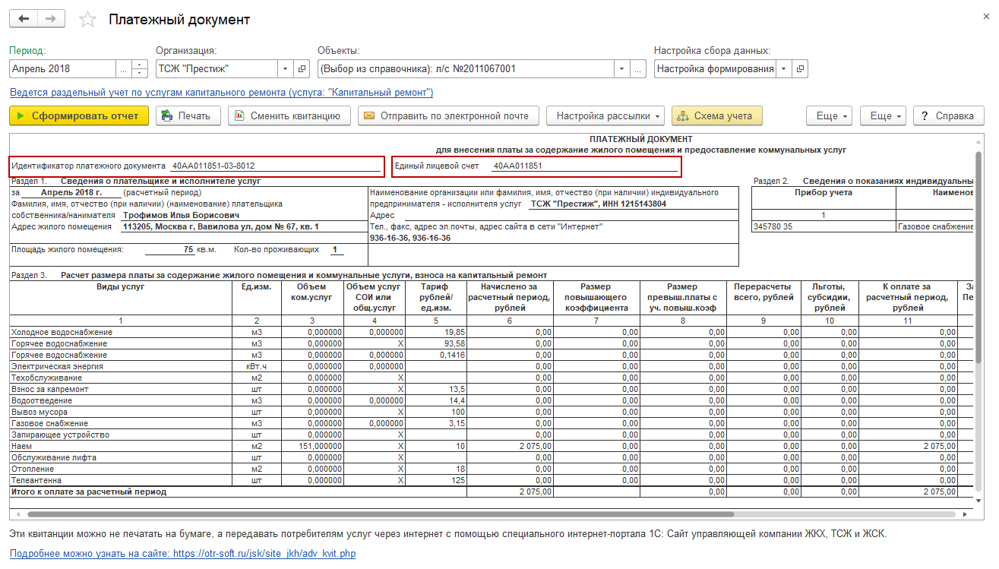 Платежный документ
Период: Организация: Объекты: Настройка сбора данных:
Апрель 2018 ... ТСЖ "Престиж" (Выбор из справочника): л/с №2011067001 ... Настройка формирования
Ведется раздельный учет по услугам капитального ремонта (услуга: "Капитальный ремонт")
Сформировать отчет Печать Сменить квитанцию Отправить по электронной почте Настройка рассылки Схема учета Еще Еще ? Справка
ПЛАТЕЖНЫЙ ДОКУМЕНТ
для внесения платы за содержание жилого помещения и предоставление коммунальных услуг
Идентификатор платежного документа 40АА011851-03-8012 Единый лицевой счет 40АА011851
Раздел 1. Сведения о плательщике и исполнителе услуг
за Апрель 2018 г. (расчетный период)
Фамилия, имя, отчество (при наличии) (наименование) плательщика
собственника/нанимателя Трофимов Илья Борисович
Адрес жилого помещения 113205, Москва г, Вавилова ул, дом № 67, кв. 1
Площадь жилого помещения: 75 кв.м. Кол-во проживающих 1
Наименование организации или фамилия, имя, отчество (при наличии) индивидуального
предпринимателя - исполнителя услуг ТСЖ "Престиж", ИНН 1215143804
Адрес
Тел., факс, адрес эл.почты, адрес сайта в сети "Интернет"
936-16-36, 936-16-36
Раздел 2. Сведения о показаниях индивидуальны
Прибор учета Наименов
1
345780 35 Газовое снабжение
Раздел 3. Расчет размера платы за содержание жилого помещения и коммунальные услуги, взноса на капитальный ремонт
Виды услуг Ед.изм. Объем Объем услуг Тариф Начислено за Размер Размер Перерасчеты Льготы, К оплате за За
ком.услуг СОИ или рублей/ расчетный период, повышающего превыш.платы с всего, рублей субсидии, расчетный период, Пе
общ.услуг ед.изм. рублей коэффициента уч. повыш.коэф рублей рублей
1 2 3 4 5 6 7 8 9 10 11
Холодное водоснабжение м3 0,000000 0,000000 19,85 0,00 0,00 0,00 0,00 0,00 0,00
Горячее водоснабжение м3 0,000000 X 93,58 0,00 0,00 0,00 0,00 0,00 0,00
Горячее водоснабжение м3 0,000000 0,000000 0,1416 0,00 0,00 0,00 0,00 0,00 0,00
Электрическая энергия кВт.ч 0,000000 0,000000 0,00 0,00 0,00 0,00 0,00 0,00
Техобслуживание м2 0,000000 X 0,00 0,00 0,00 0,00 0,00 0,00
Взнос за капремонт шт 0,000000 X 13,5 0,00 0,00 0,00 0,00 0,00 0,00
Водоотведение м3 0,000000 0,000000 14,4 0,00 0,00 0,00 0,00 0,00 0,00
Вывоз мусора шт 0,000000 X 100 0,00 0,00 0,00 0,00 0,00 0,00
Газовое снабжение м3 0,000000 0,000000 3,15 0,00 0,00 0,00 0,00 0,00 0,00
Запирающее устройство шт 0,000000 X 0,00 0,00 0,00 0,00 0,00 0,00
Наем м2 151,000000 X 10 2 075,00 0,00 0,00 0,00 0,00 2 075,00
Обслуживание лифта шт 0,000000 X 0,00 0,00 0,00 0,00 0,00 0,00
Отопление м2 0,000000 X 18 0,00 0,00 0,00 0,00 0,00 0,00
Телеантенна шт 0,000000 X 125 0,00 0,00 0,00 0,00 0,00 0,00
Итого к оплате за расчетный период 2 075,00 0,00 0,00 0,00 2 075,00
Эти квитанции можно не печатать на бумаге, а передавать потребителям услуг через интернет с помощью специального интернет-портала 1С: Сайт управляющей компании ЖКХ, ТСЖ и ЖСК.
Подробнее можно узнать на сайте: https://otr-soft.ru/jsk/site_jkh/adv_kvit.php